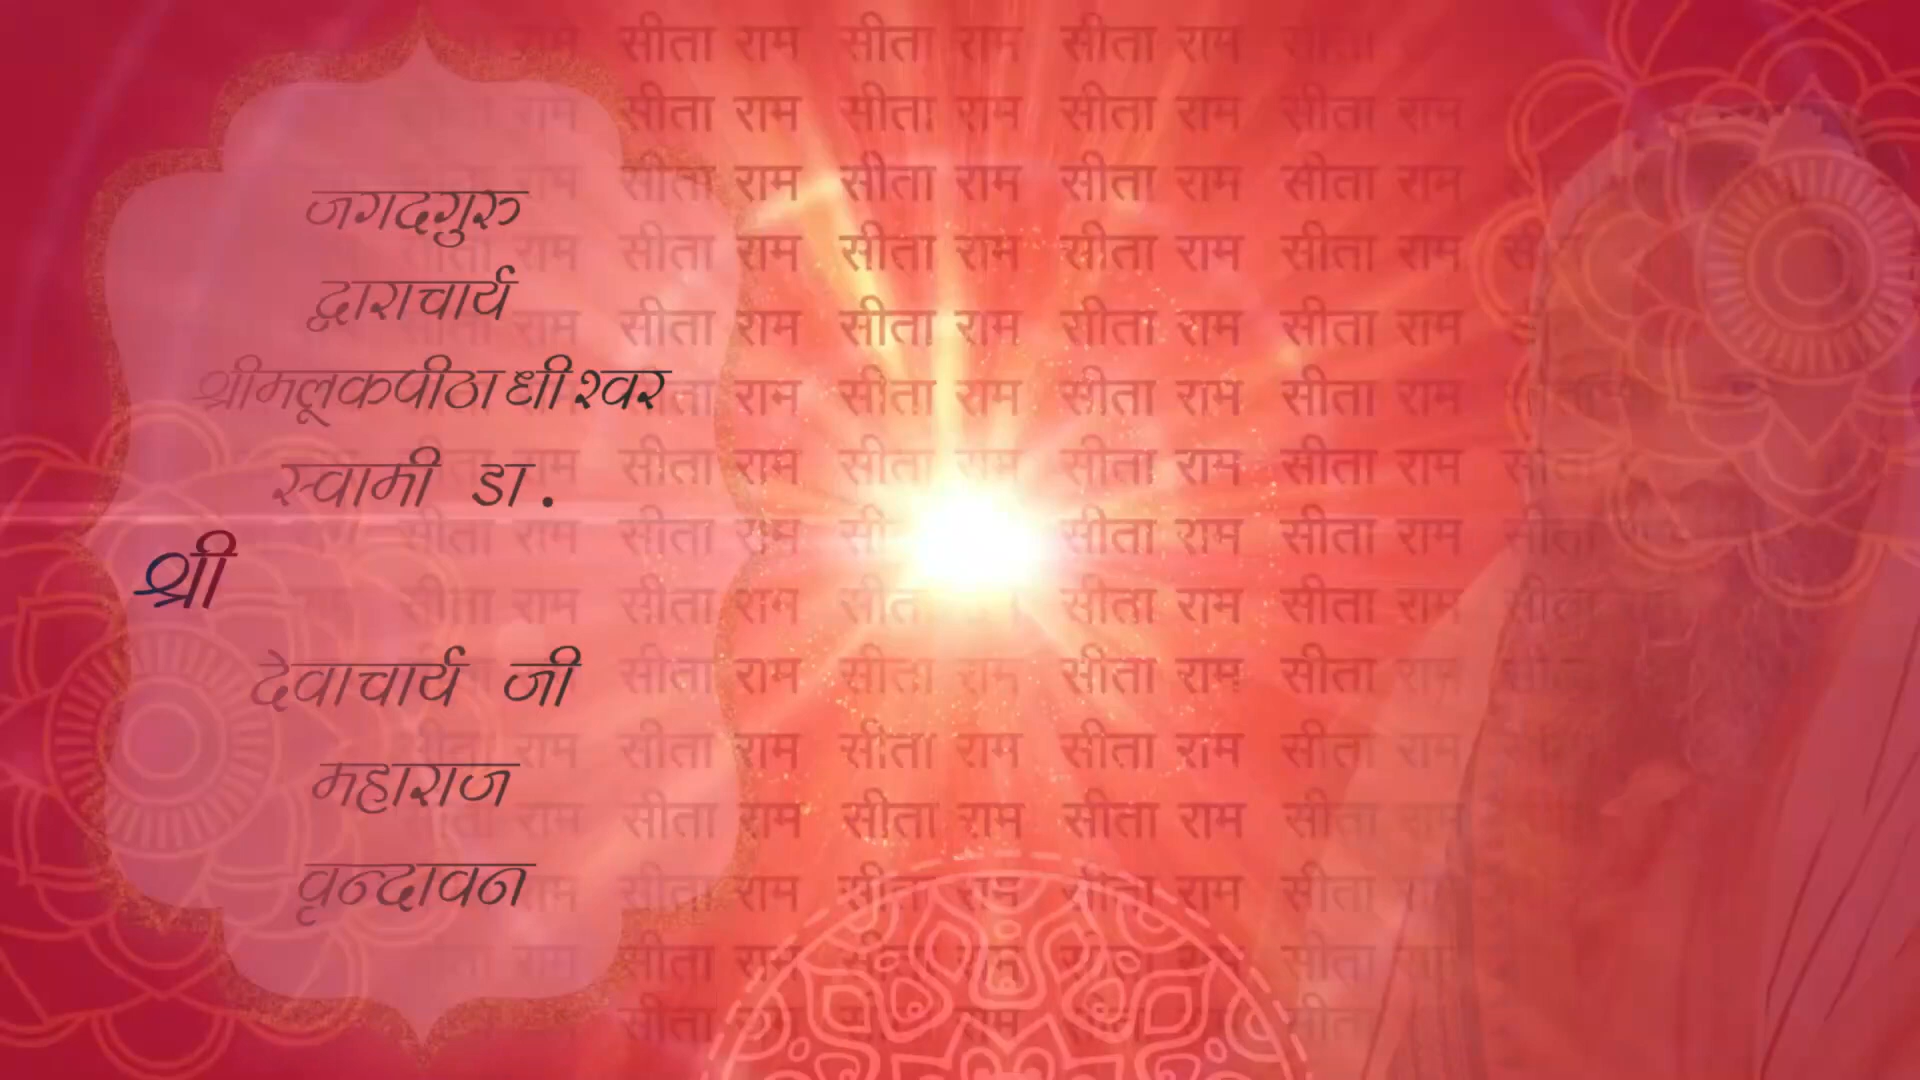 जगदगुरु
द्वाराचार्य
श्रीमलूकपीठाधीश्वर
स्वामी डा.
श्री
देवाचार्य जी
महाराज
वृन्दावन
सीता राम सीता राम सीता राम सीता
राम सीता राम सीता राम सीता राम सीता राम
राम सीता राम सीता राम सीता राम सीता राम
राम सीता राम सीता राम सीता राम सीता राम
राम सीता राम सीता राम सीता राम सीता राम
राम सीता राम सीता राम सीता राम
राम सीता राम सीता राम सीता राम सीता राम
सीता राम सीता राम सीता राम सीता राम
सीता राम सीता राम सीता राम सीता राम सीता राम
सीता राम सीता राम सीता राम सीता राम
सीता राम सीता राम सीता राम सीता राम सीता राम
राम सीता राम सीता राम सीता राम सीता राम
राम सीता राम सीता राम सीता राम सीता
राम सीता राम सीता राम सीता राम सीता
सीता राम सीता राम सीता राम